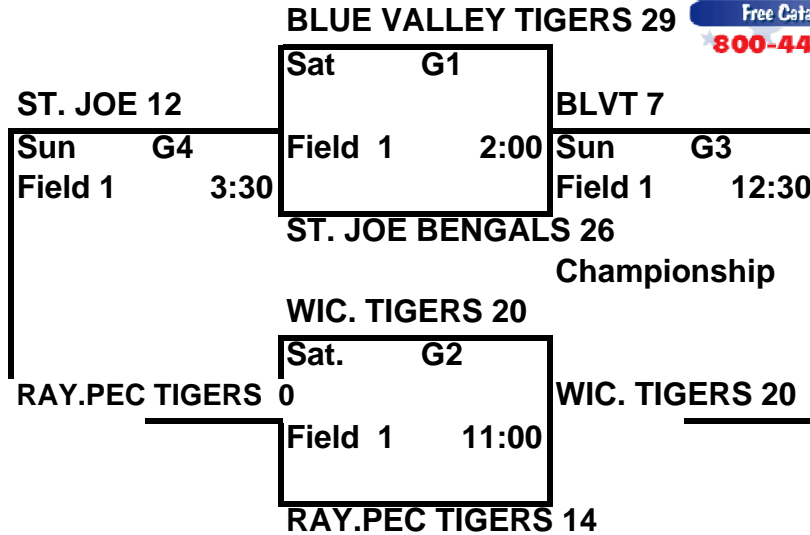 BLUE VALLEY TIGERS 29
Free
800-44
Sat G1
ST. JOE 12
BLVT 7
Sun G4
Field 1 2:00
Sun G3
Field 1 3:30
Field 1 12:30
ST. JOE BENGALS 26
Championship
WIC. TIGERS 20
Sat. G2
RAY.PEC TIGERS 0
WIC. TIGERS 20
Field 1 11:00
RAY.PEC TIGERS 14